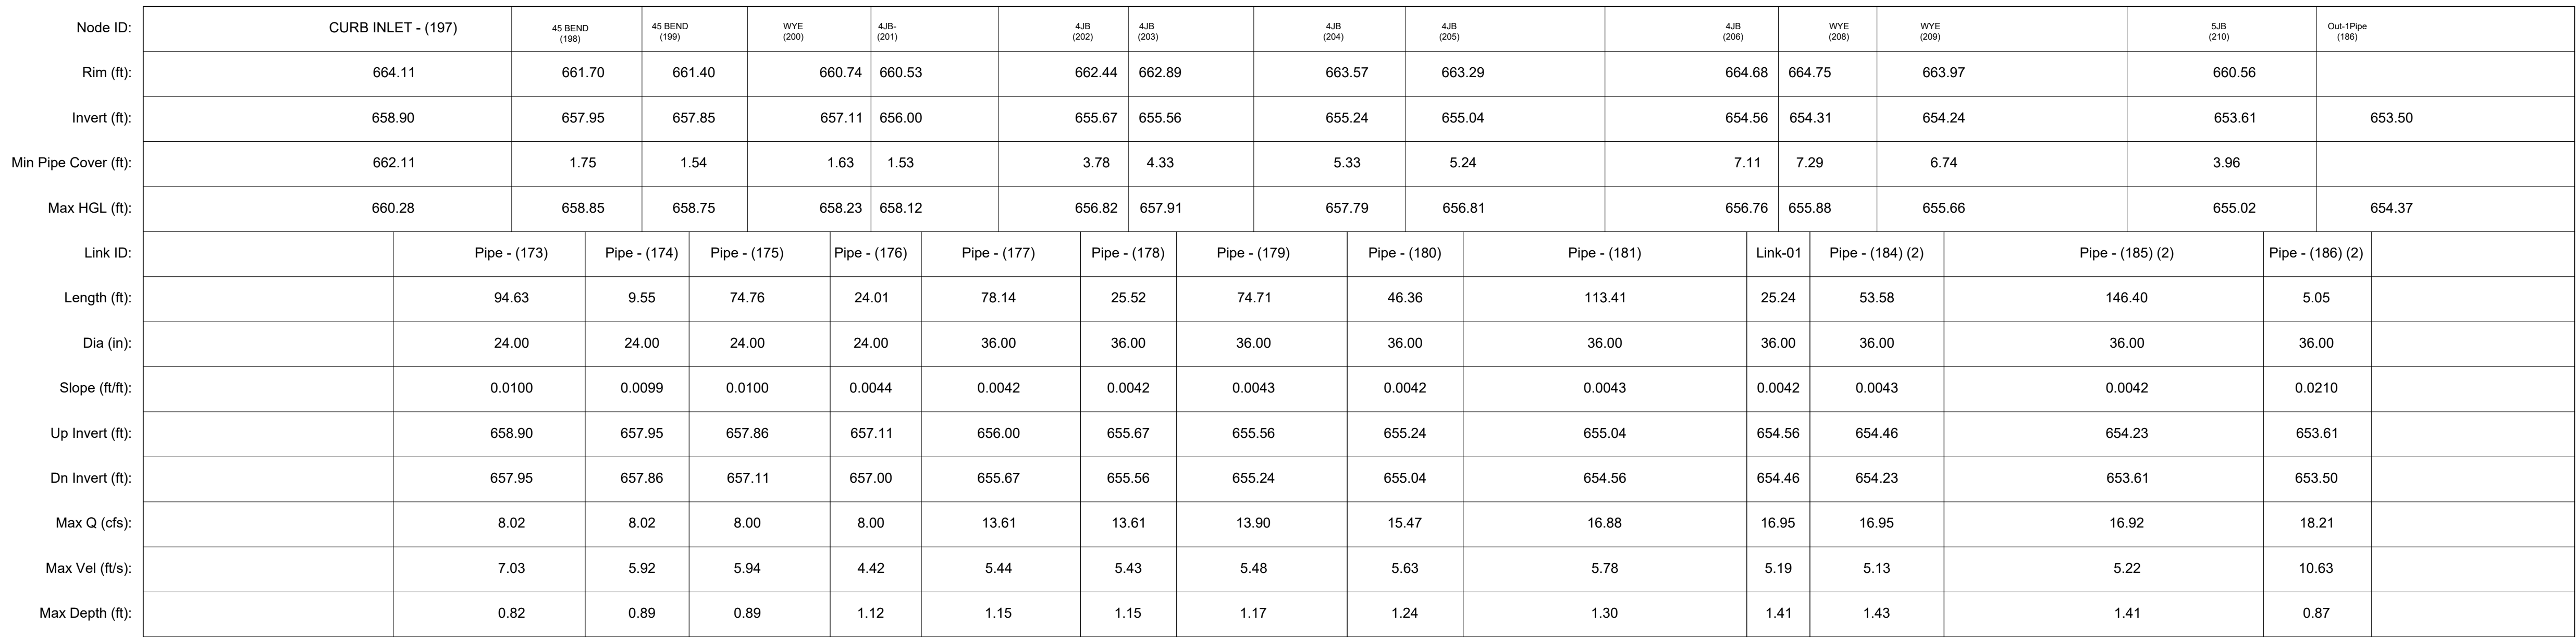 Node ID: CURB INLET - (197) 45 BEND (198) 45 BEND (199) WYE (200) 4JB- (201) 4JB (202) 4JB (203) 4JB (204) 4JB (205) 4JB (206) WYE (208) WYE (209) 5JB (210) Out-1Pipe (186)
Rim (ft): 664.11 661.70 661.40 660.74 660.53 662.44 662.89 663.57 663.29 664.68 664.75 663.97 660.56
Invert (ft): 658.90 657.95 657.85 657.11 656.00 655.67 655.56 655.24 655.04 654.56 654.31 654.24 653.61 653.50
Min Pipe Cover (ft): 662.11 1.75 1.54 1.63 1.53 3.78 4.33 5.33 5.24 7.11 7.29 6.74 3.96
Max HGL (ft): 660.28 658.85 658.75 658.23 658.12 656.82 657.91 657.79 656.81 656.76 655.88 655.66 655.02 654.37
Link ID: Pipe - (173) Pipe - (174) Pipe - (175) Pipe - (176) Pipe - (177) Pipe - (178) Pipe - (179) Pipe - (180) Pipe - (181) Link-01 Pipe - (184) (2) Pipe - (185) (2) Pipe - (186) (2)
Length (ft): 94.63 9.55 74.76 24.01 78.14 25.52 74.71 46.36 113.41 25.24 53.58 146.40 5.05
Dia (in): 24.00 24.00 24.00 24.00 36.00 36.00 36.00 36.00 36.00 36.00 36.00 36.00 36.00
Slope (ft/ft): 0.0100 0.0099 0.0100 0.0044 0.0042 0.0042 0.0043 0.0042 0.0043 0.0042 0.0043 0.0042 0.0210
Up Invert (ft): 658.90 657.95 657.86 657.11 656.00 655.67 655.56 655.24 655.04 654.56 654.46 654.23 653.61
Dn Invert (ft): 657.95 657.86 657.11 657.00 655.67 655.56 655.24 655.04 654.56 654.46 654.23 653.61 653.50
Max Q (cfs): 8.02 8.02 8.00 8.00 13.61 13.61 13.90 15.47 16.88 16.95 16.95 16.92 18.21
Max Vel (ft/s): 7.03 5.92 5.94 4.42 5.44 5.43 5.48 5.63 5.78 5.19 5.13 5.22 10.63
Max Depth (ft): 0.82 0.89 0.89 1.12 1.15 1.15 1.17 1.24 1.30 1.41 1.43 1.41 0.87